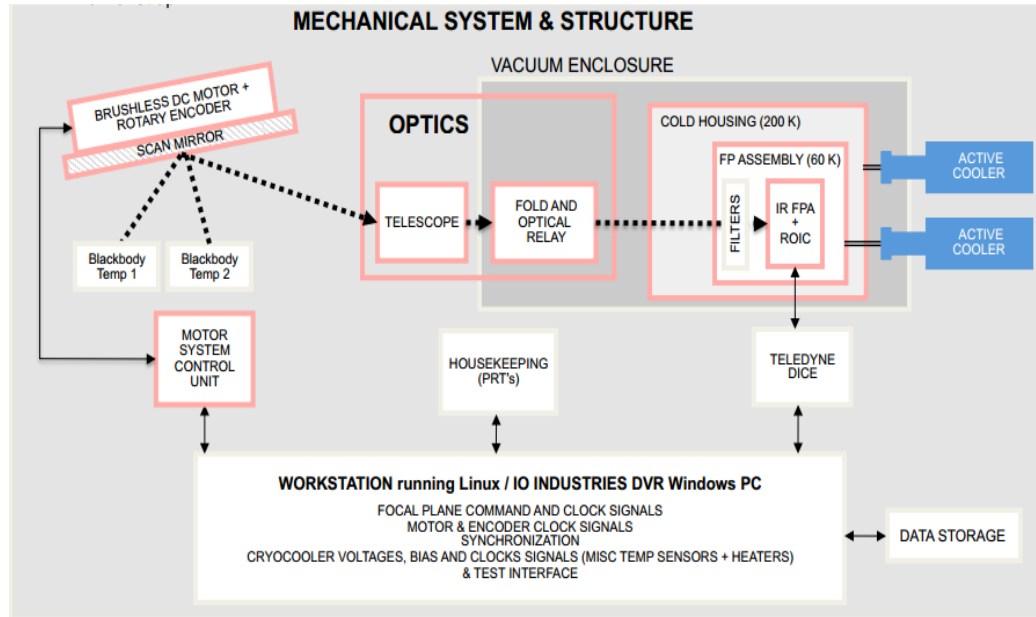 MECHANICAL SYSTEM & STRUCTURE
VACUUM ENCLOSURE
BRUSHLESS DC MOTOR +
ROTARY ENCODER
SCAN MIRROR
OPTICS
COLD HOUSING (200 K)
FP ASSEMBLY (60 K)
ACTIVE
COOLER
TELESCOPE
FOLD AND
OPTICAL
RELAY
FILTERS
IR FPA
+
ROIC
ACTIVE
COOLER
Blackbody
Temp 1
Blackbody
Temp 2
MOTOR
SYSTEM
CONTROL
UNIT
HOUSEKEEPING
(PRT's)
TELEDYNE
DICE
WORKSTATION running Linux / IO INDUSTRIES DVR Windows PC
FOCAL PLANE COMMAND AND CLOCK SIGNALS
MOTOR & ENCODER CLOCK SIGNALS
SYNCHRONIZATION
CRYOCOOLER VOLTAGES, BIAS AND CLOCKS SIGNALS (MISC TEMP SENSORS + HEATERS)
& TEST INTERFACE
DATA STORAGE